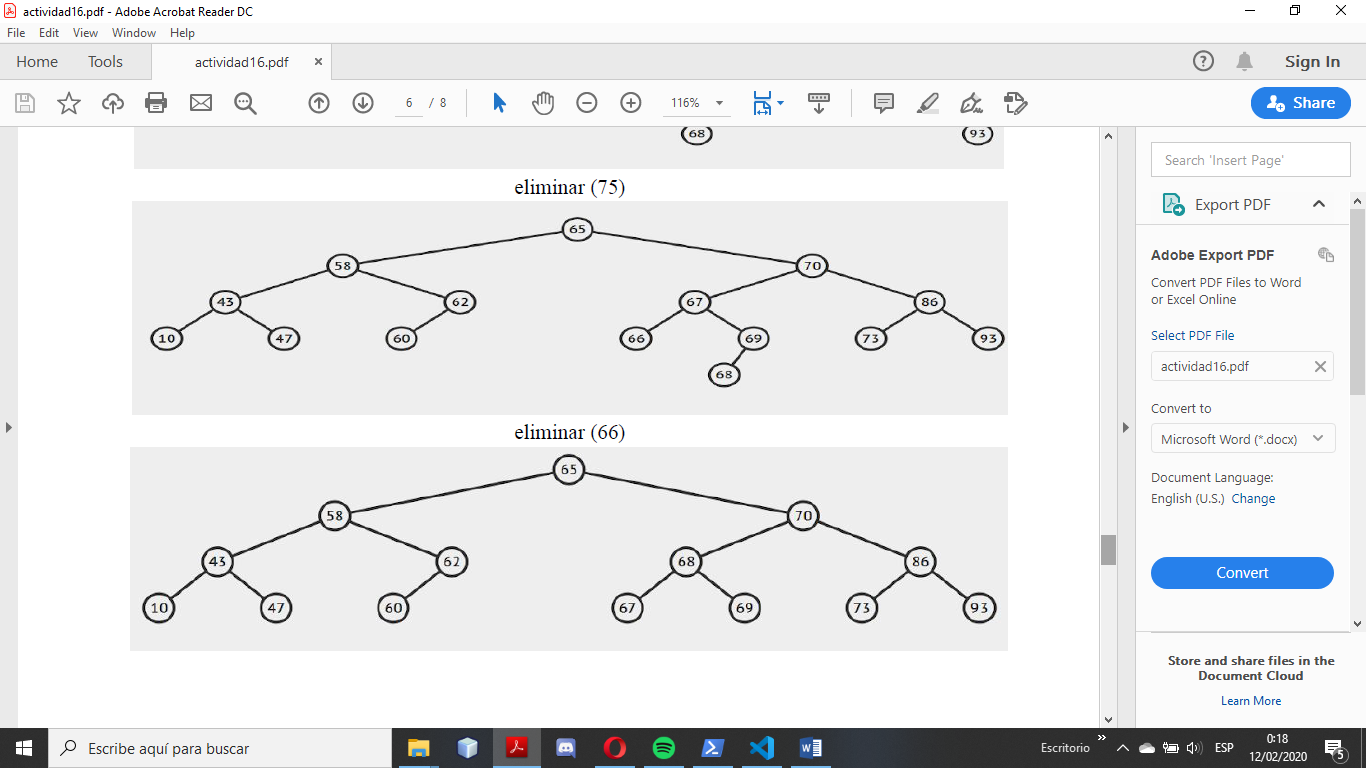 actividad16.pdf - Adobe Acrobat Reader DC
File Edit View Window Help
Home Tools actividad16.pdf × ? Sign In
6 / 8 116% Share
68 93
eliminar (75)
65
58 70
43 62 67 86
10 47 60 66 69 73 93
68
eliminar (66)
65
58 70
43 62 68 86
10 47 60 67 69 73 93
Search 'Insert Page'
Export PDF
Adobe Export PDF
Convert PDF Files to Word
or Excel Online
Select PDF File
actividad16.pdf
Convert to
Microsoft Word (*.docx)
Document Language:
English (U.S.) Change
Convert
Store and share files in the
Document Cloud
Learn More
Escribe aquí para buscar
Escritorio » ESP 0:18
12/02/2020 5